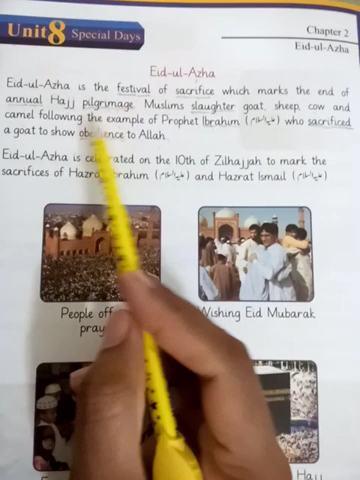 Unit 8 Special Days
Chapter 2
Eid-ul-Azha
Eid-ul-Azha
Eid-ul-Azha is the festival of sacrifice which marks the end of
annual Hajj pilgrimage. Muslims slaughter goat, sheep, cow and
camel following the example of Prophet Ibrahim (علیہ السلام) who sacrificed
a goat to show obedience to Allah.
Eid-ul-Azha is celebrated on the 10th of Zilhajjah to mark the
sacrifices of Hazrat Ibrahim (علیہ السلام) and Hazrat Ismail (علیہ السلام)
People
Wishing Eid Mubarak
Hajj